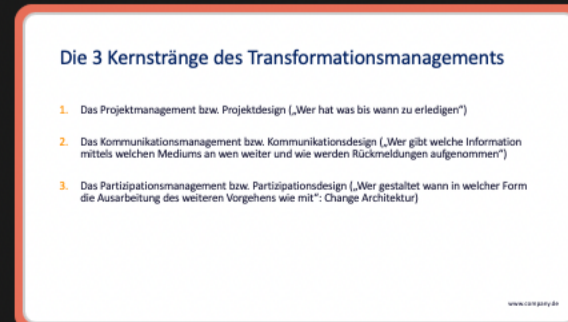 Die 3 Kernstränge des Transformationsmanagements
1. Das Projektmanagement bzw. Projektdesign („Wer hat was bis wann zu erledigen“)
2. Das Kommunikationsmanagement bzw. Kommunikationsdesign („Wer gibt welche Information
mittels welchen Mediums an wen weiter und wie werden Rückmeldungen aufgenommen“)
3. Das Partizipationsmanagement bzw. Partizipationsdesign („Wer gestaltet wann in welcher Form
die Ausarbeitung des weiteren Vorgehens wie mit“: Change Architektur)
www.company.de